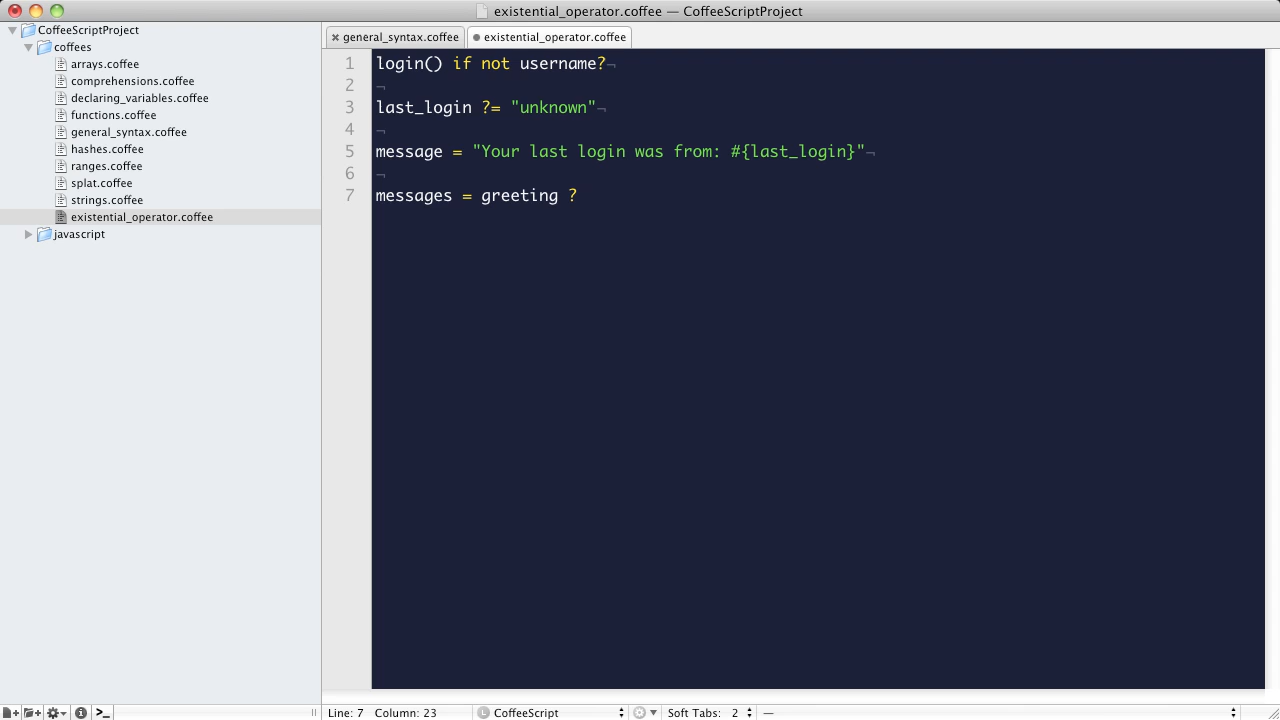 existential_operator.coffee — CoffeeScriptProject
CoffeeScriptProject
coffees
arrays.coffee
comprehensions.coffee
declaring_variables.coffee
functions.coffee
general_syntax.coffee
hashes.coffee
ranges.coffee
splat.coffee
strings.coffee
existential_operator.coffee
javascript
general_syntax.coffee existential_operator.coffee
1 login() if not username?¬
2 ¬
3 last_login ?= "unknown"¬
4 ¬
5 message = "Your last login was from: #{last_login}"¬
6 ¬
7 messages = greeting ?
Line: 7 Column: 23 L CoffeeScript Soft Tabs: 2 —